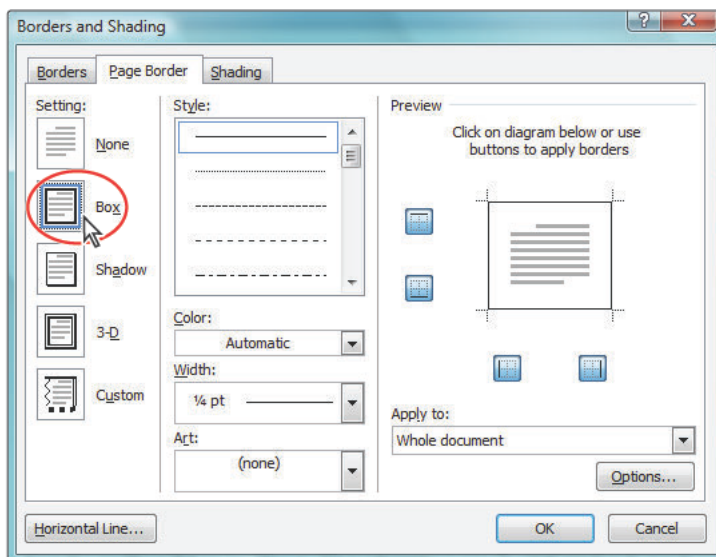 Borders and Shading
Borders Page Border Shading
Setting:
None
Box
Shadow
3-D
Custom
Style:
Color:
Automatic
Width:
¼ pt
Art:
(none)
Preview
Click on diagram below or use
buttons to apply borders
Apply to:
Whole document
Options...
Horizontal Line...
OK Cancel